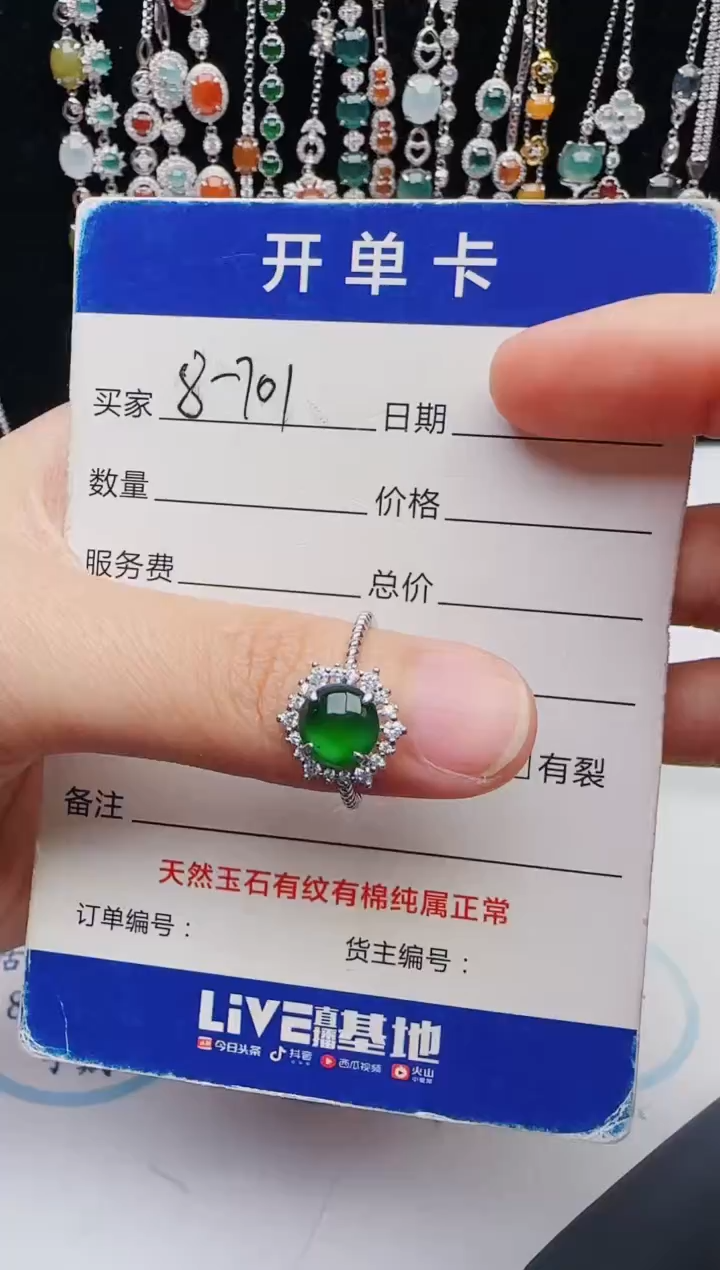 开单卡
买家 8-701 日期
数量 价格
服务费 总价
有裂
备注
天然玉石有纹有棉纯属正常
订单编号： 货主编号：
LiVE直播基地
今日头条 抖音 西瓜视频 火山